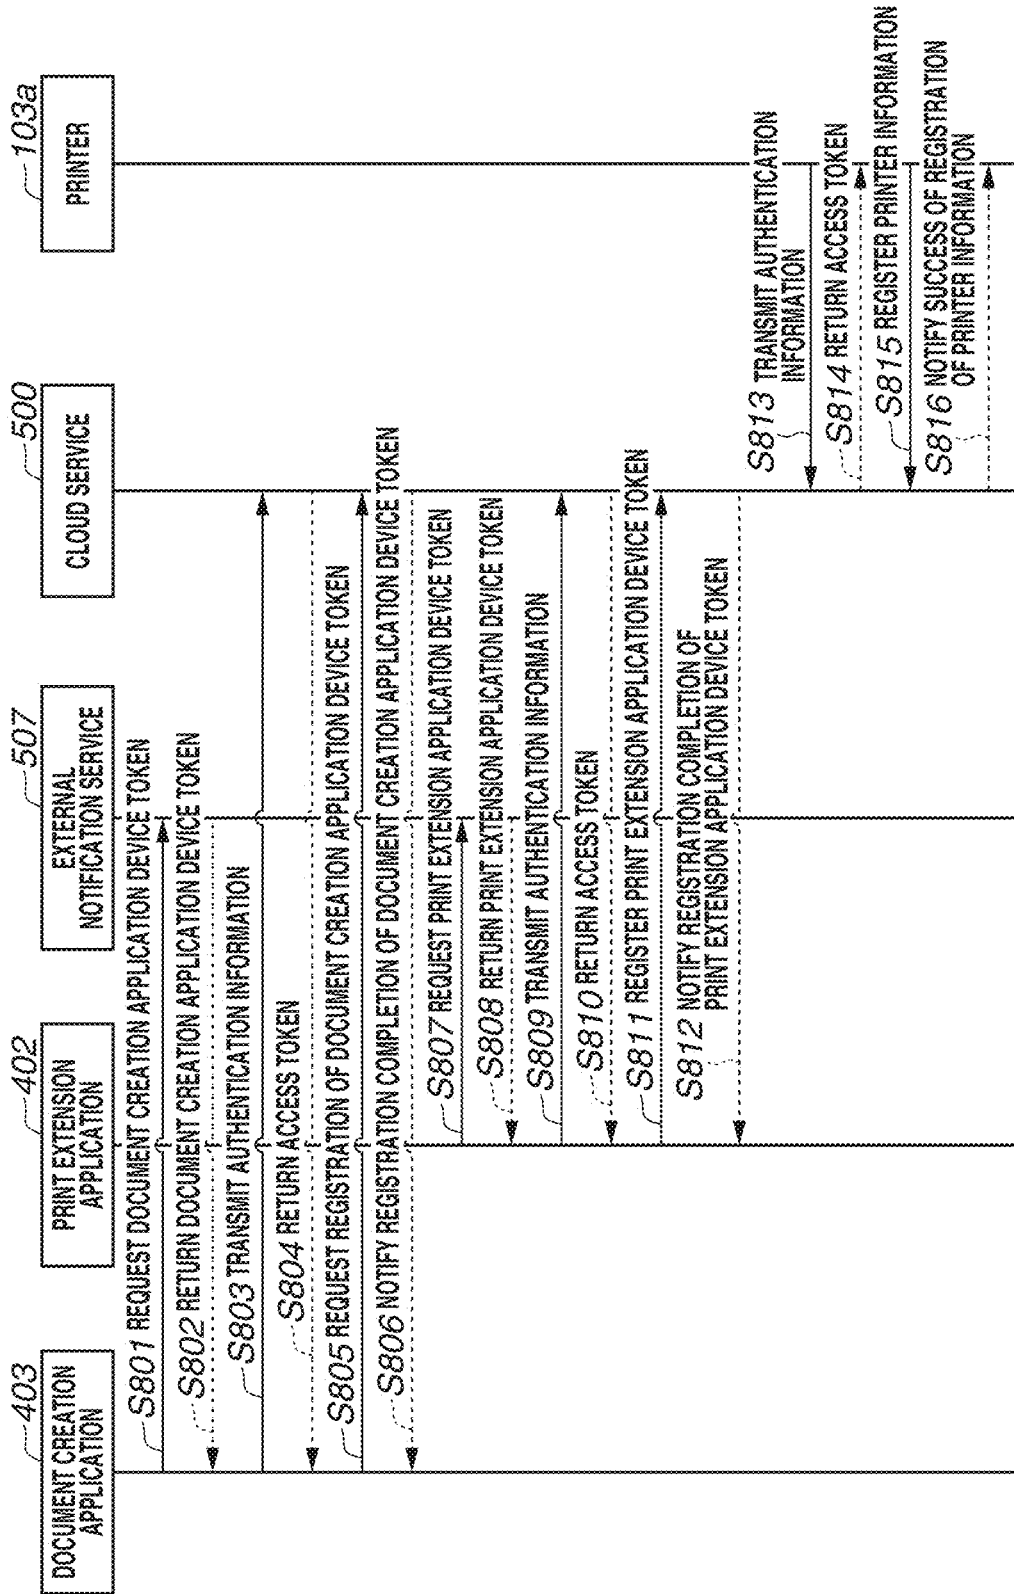 403
DOCUMENT CREATION
APPLICATION
402
PRINT EXTENSION
APPLICATION
507
EXTERNAL
NOTIFICATION SERVICE
500
CLOUD SERVICE
103a
PRINTER
S801 REQUEST DOCUMENT CREATION APPLICATION DEVICE TOKEN
S802 RETURN DOCUMENT CREATION APPLICATION DEVICE TOKEN
S803 TRANSMIT AUTHENTICATION INFORMATION
S804 RETURN ACCESS TOKEN
S805 REQUEST REGISTRATION OF DOCUMENT CREATION APPLICATION DEVICE TOKEN
S806 NOTIFY REGISTRATION COMPLETION OF DOCUMENT CREATION APPLICATION DEVICE TOKEN
S807 REQUEST PRINT EXTENSION APPLICATION DEVICE TOKEN
S808 RETURN PRINT EXTENSION APPLICATION DEVICE TOKEN
S809 TRANSMIT AUTHENTICATION INFORMATION
S810 RETURN ACCESS TOKEN
S811 REGISTER PRINT EXTENSION APPLICATION DEVICE TOKEN
S812 NOTIFY REGISTRATION COMPLETION OF
PRINT EXTENSION APPLICATION DEVICE TOKEN
S813 TRANSMIT AUTHENTICATION
INFORMATION
S814 RETURN ACCESS TOKEN
S815 REGISTER PRINTER INFORMATION
S816 NOTIFY SUCCESS OF REGISTRATION
OF PRINTER INFORMATION